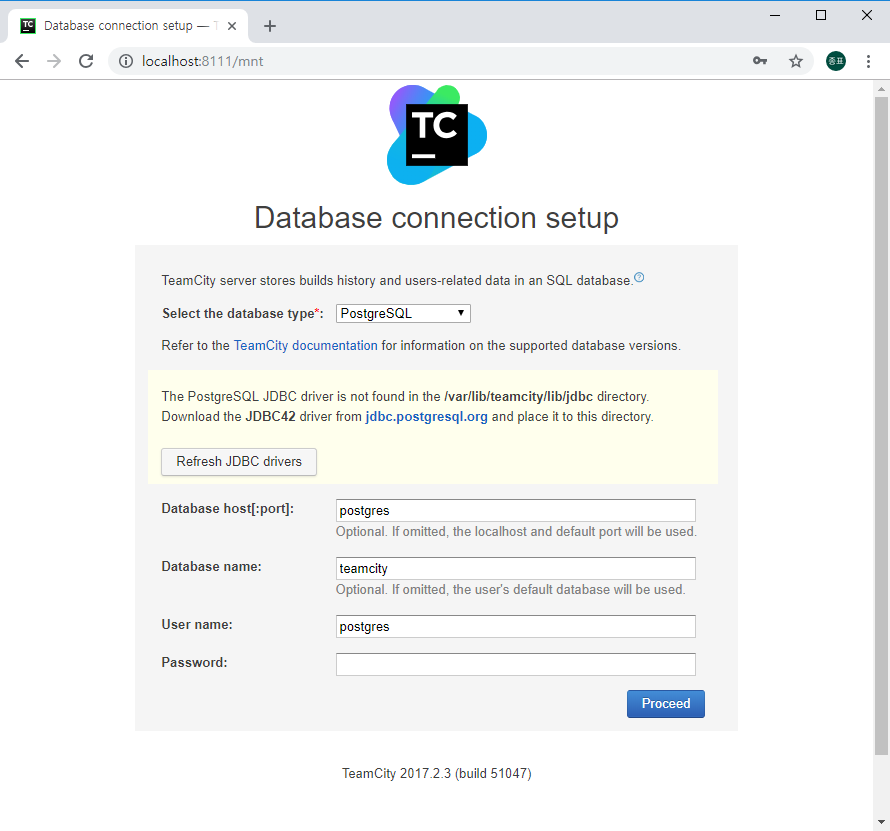 TC
Database connection setup — T
localhost:8111/mnt
종표
TC
Database connection setup
TeamCity server stores builds history and users-related data in an SQL database.?
Select the database type*: PostgreSQL
Refer to the TeamCity documentation for information on the supported database versions.
The PostgreSQL JDBC driver is not found in the /var/lib/teamcity/lib/jdbc directory.
Download the JDBC42 driver from jdbc.postgresql.org and place it to this directory.
Refresh JDBC drivers
Database host[:port]: postgres
Optional. If omitted, the localhost and default port will be used.
Database name: teamcity
Optional. If omitted, the user's default database will be used.
User name: postgres
Password:
Proceed
TeamCity 2017.2.3 (build 51047)